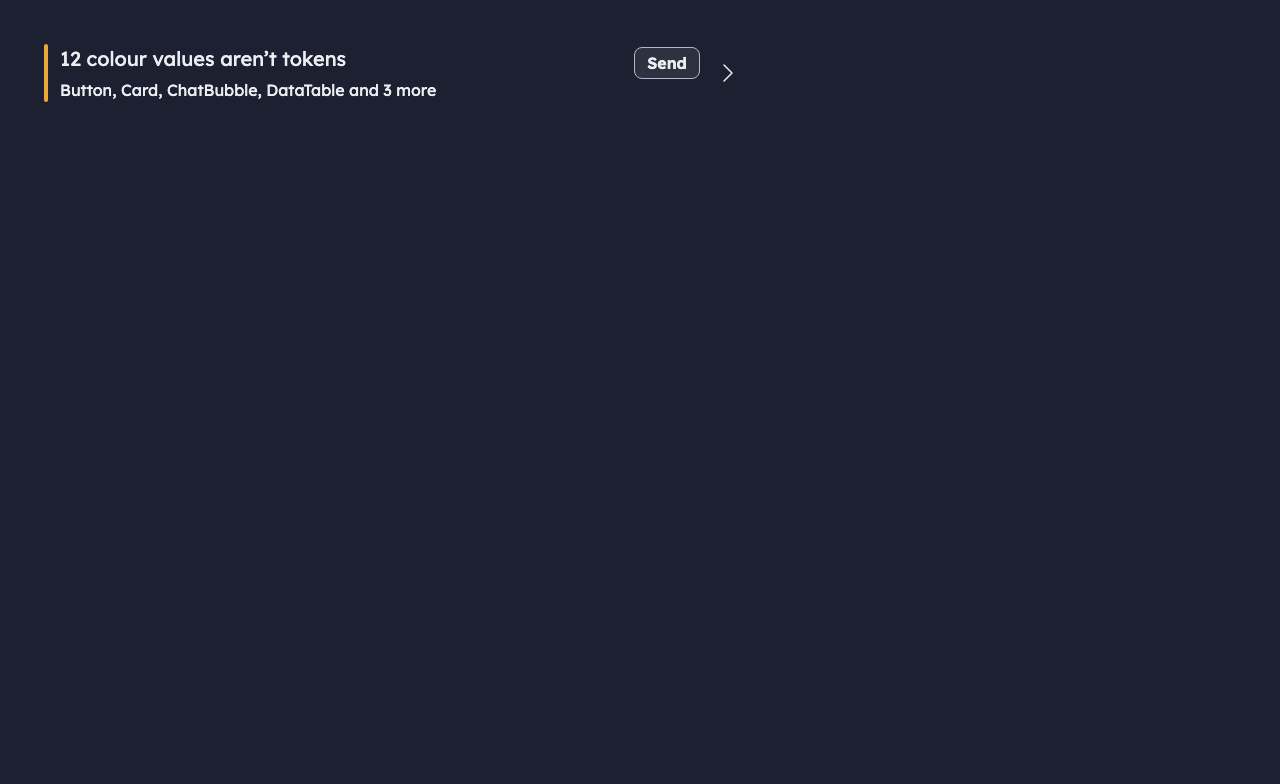 12 colour values aren’t tokens
Send
Button, Card, ChatBubble, DataTable and 3 more